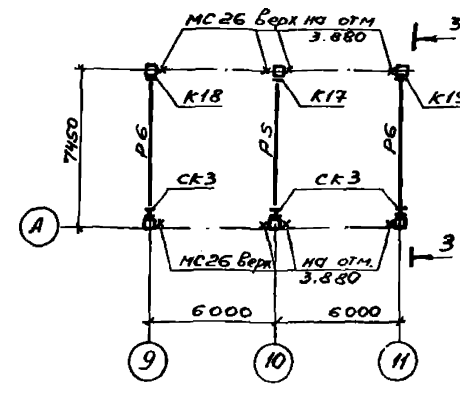 МС26 верх на отм
3.880
3
К18
К17
К19
7450
Р6
Р5
Р6
СК3
СК3
А
МС26 верх на отм.
3.880
3
6000
6000
9
10
11